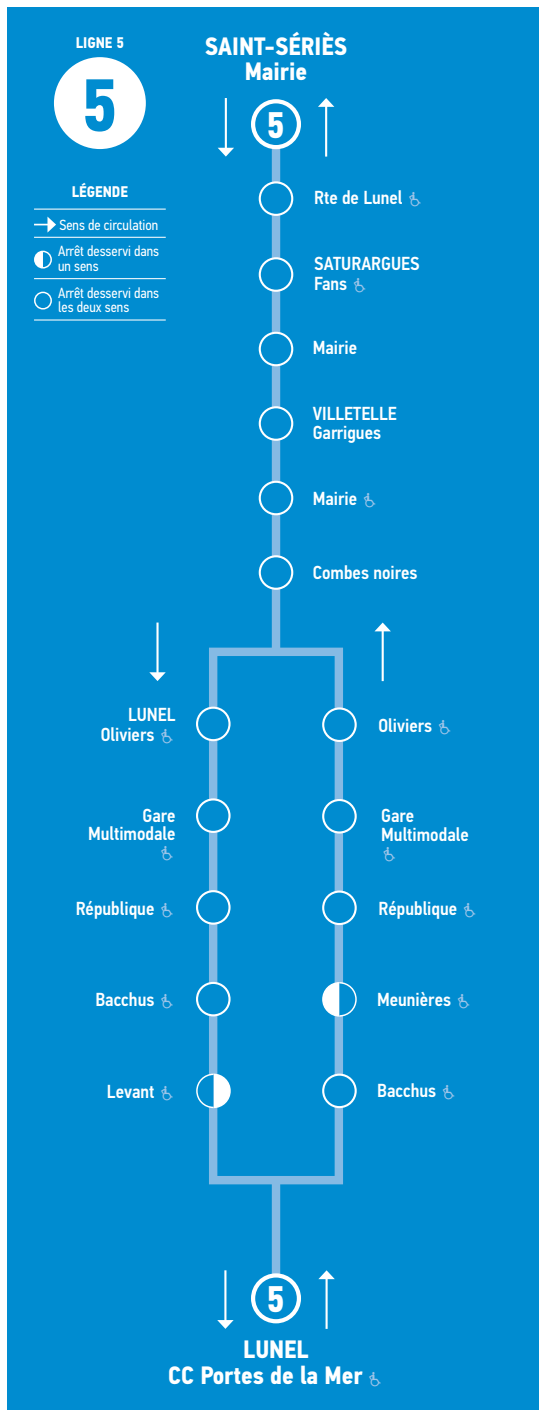 LIGNE 5
5
SAINT-SÉRIÈS
Mairie
5
LÉGENDE
Sens de circulation
Arrêt desservi dans
un sens
Arrêt desservi dans
les deux sens
Rte de Lunel
SATURARGUES
Fans
Mairie
VILLETELLE
Garrigues
Mairie
Combes noires
LUNEL
Oliviers
Oliviers
Gare
Multimodale
Gare
Multimodale
République
République
Bacchus
Meunières
Levant
Bacchus
5
LUNEL
CC Portes de la Mer